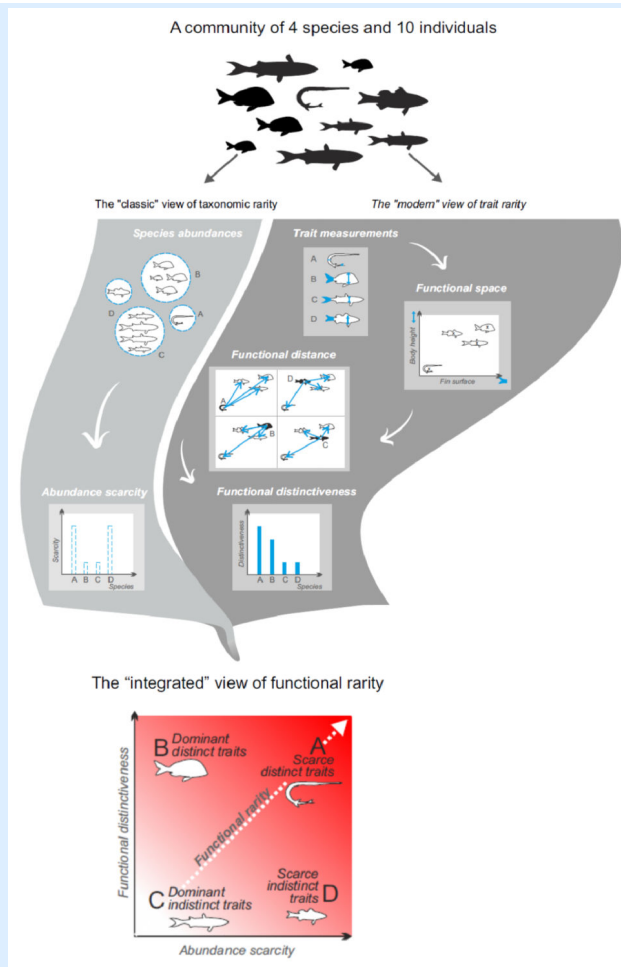 A community of 4 species and 10 individuals
The "classic" view of taxonomic rarity
The "modern" view of trait rarity
Species abundances
B
D
A
C
Trait measurements
A
B
C
D
Functional space
Body height
Fin surface
Functional distance
A
D
B
C
Abundance scarcity
Scarcity
A B C D
Species
Functional distinctiveness
Distinctiveness
A B C D
Species
The "integrated" view of functional rarity
Functional distinctiveness
B Dominant
distinct traits
A
Scarce
distinct traits
Functional rarity
C Dominant
indistinct traits
Scarce
indistinct
traits D
Abundance scarcity